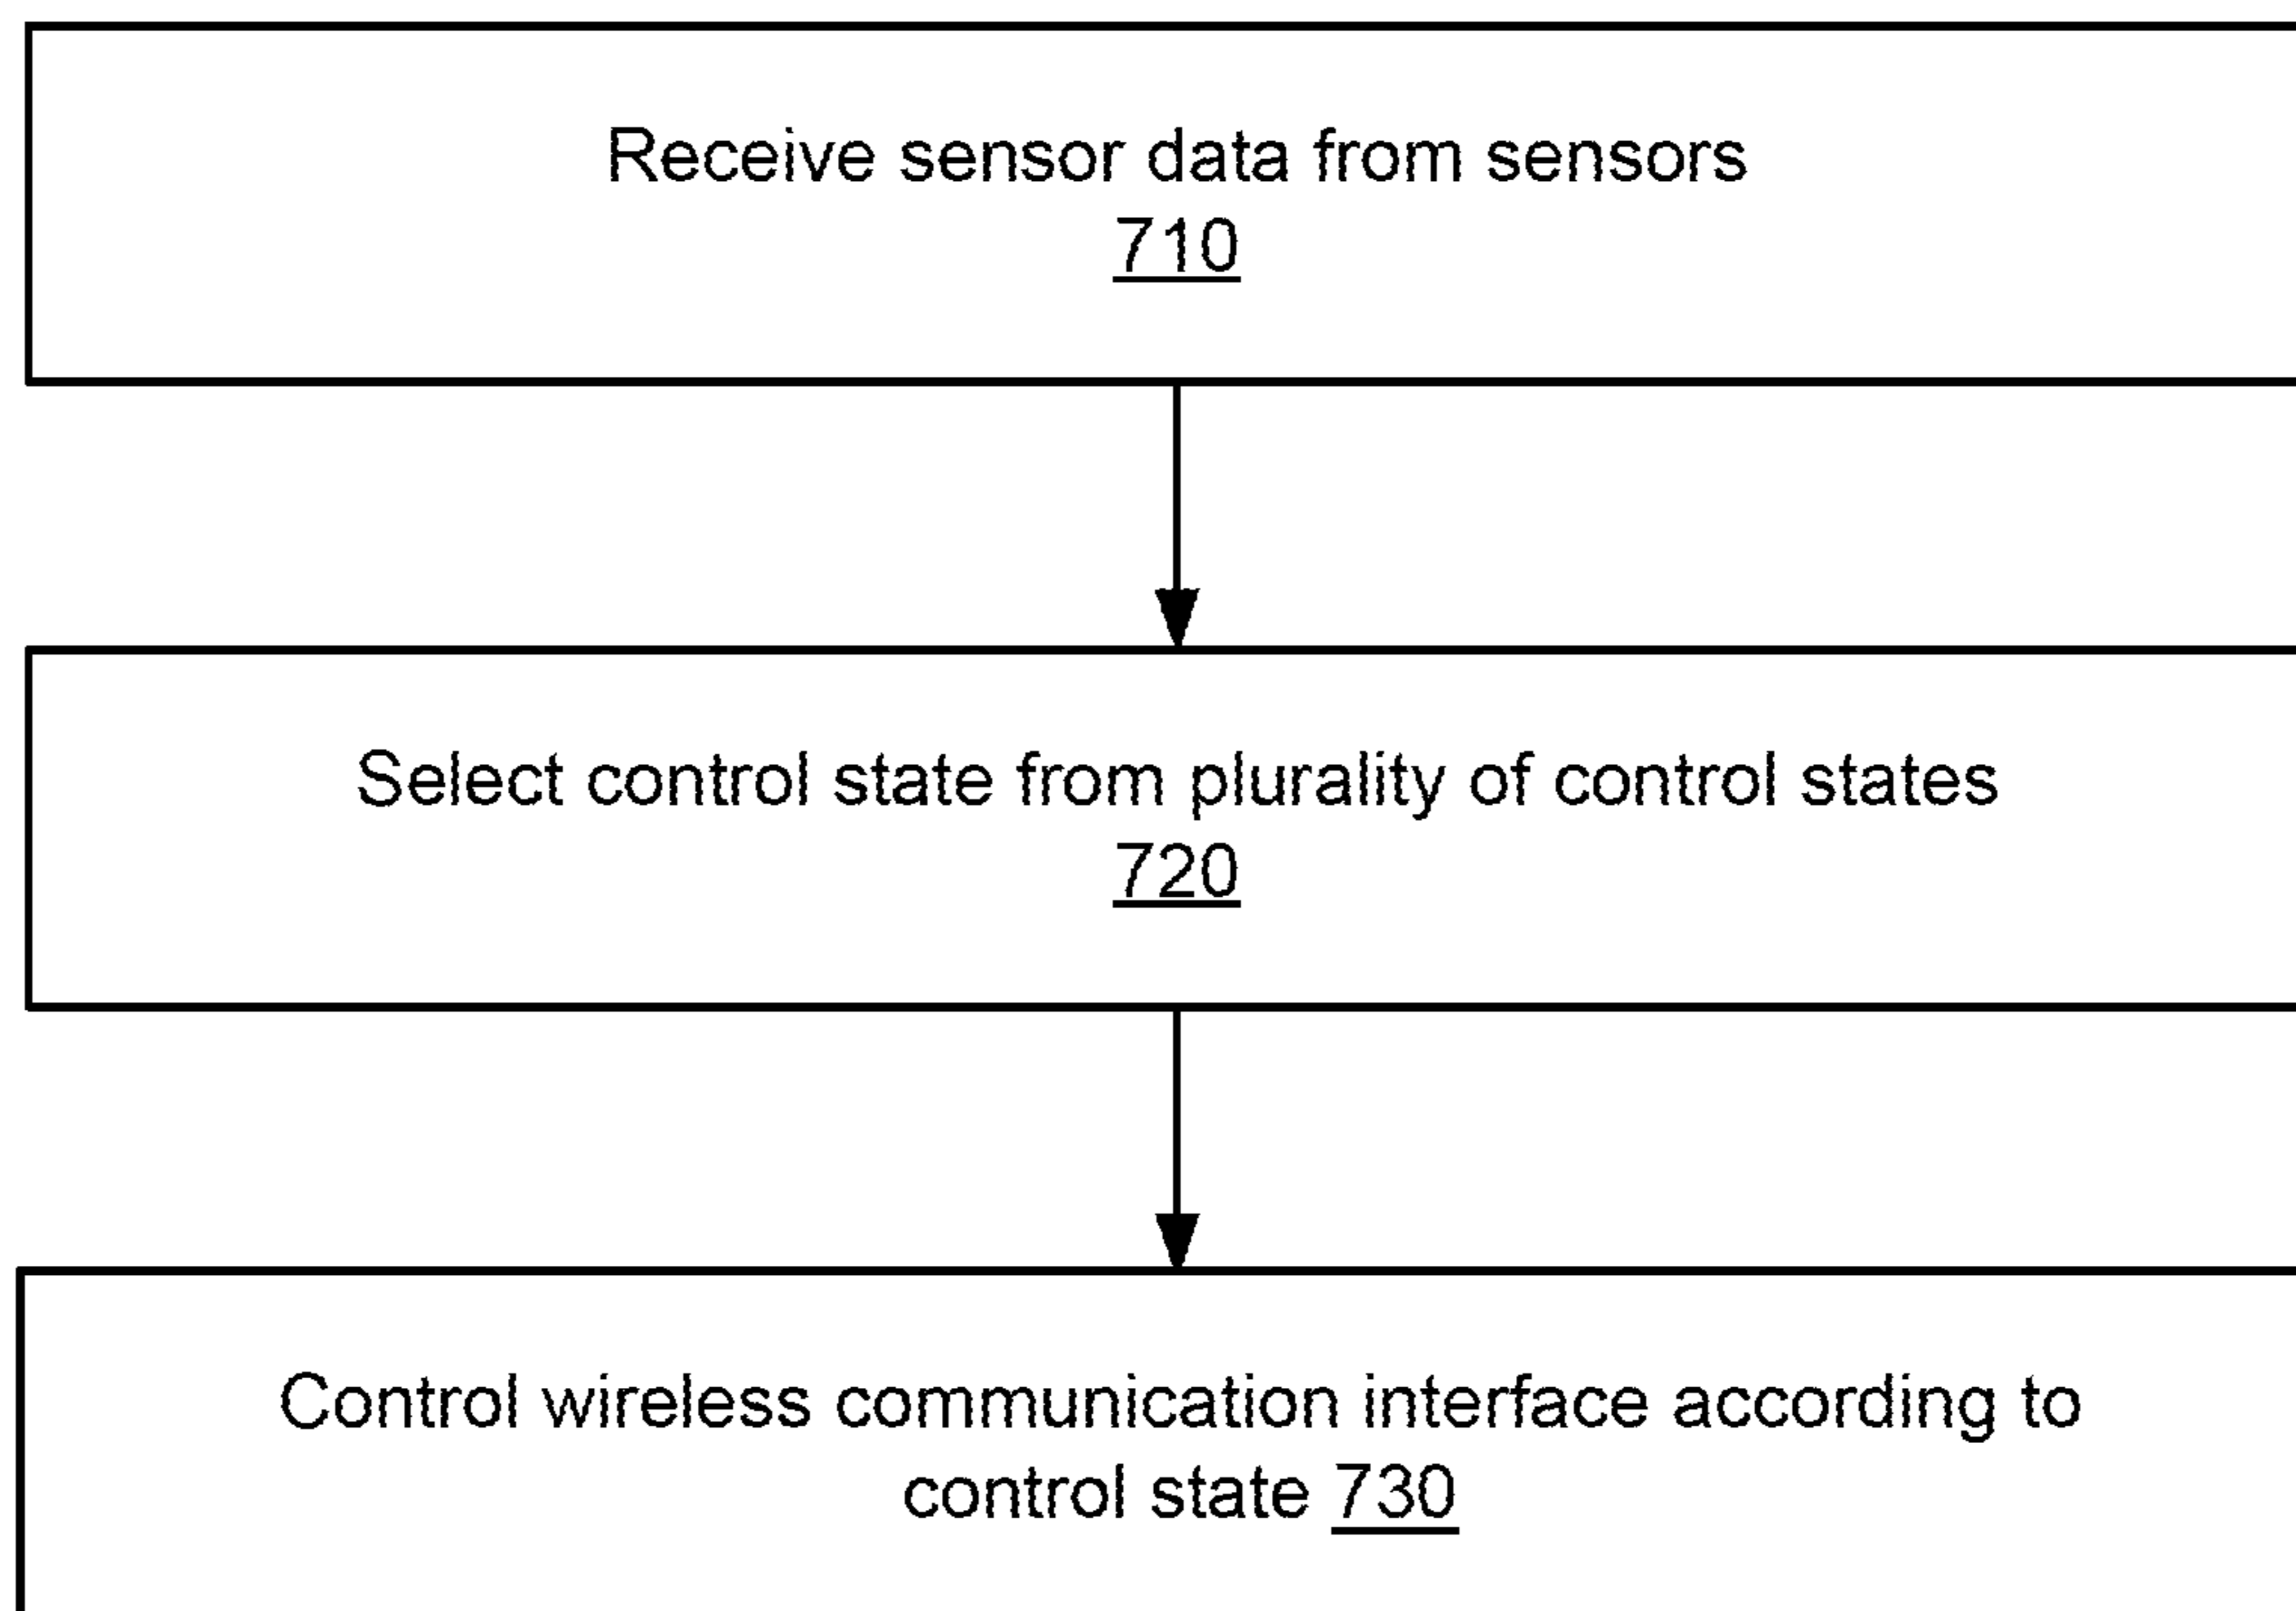 Receive sensor data from sensors
710
Select control state from plurality of control states
720
Control wireless communication interface according to
control state 730